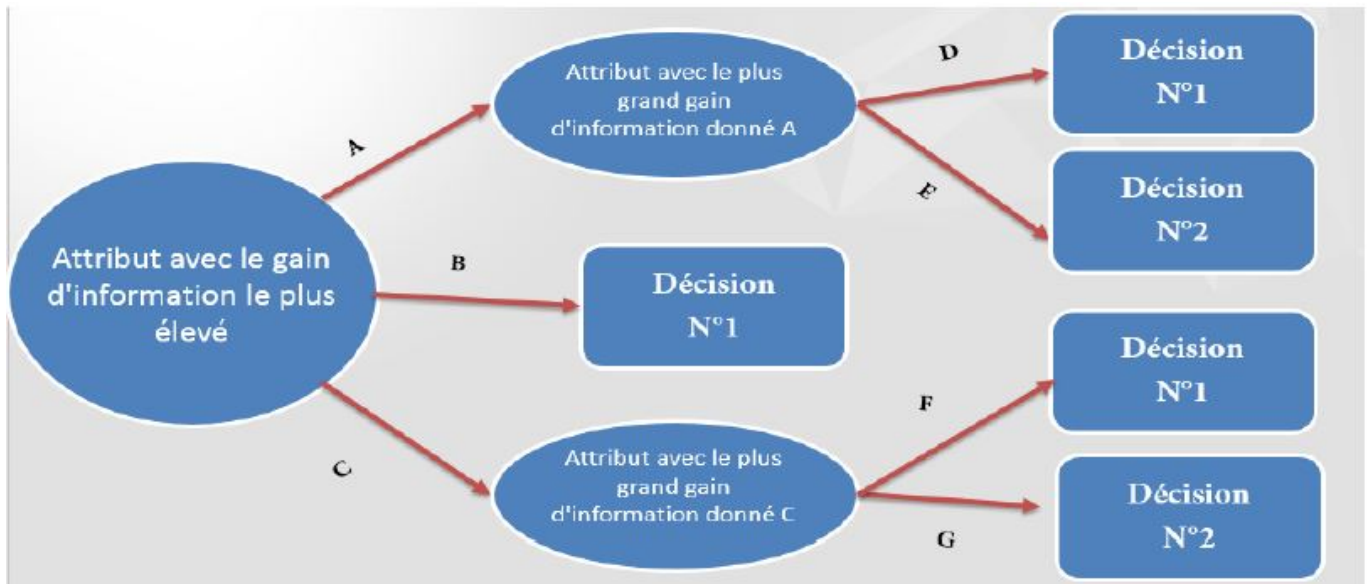 Attribut avec le gain
d'information le plus
élevé
A
B
C
Attribut avec le plus
grand gain
d'information donné A
D
E
Décision
N°1
Décision
N°2
Décision
N°1
Attribut avec le plus
grand gain
d'information donné C
F
G
Décision
N°1
Décision
N°2